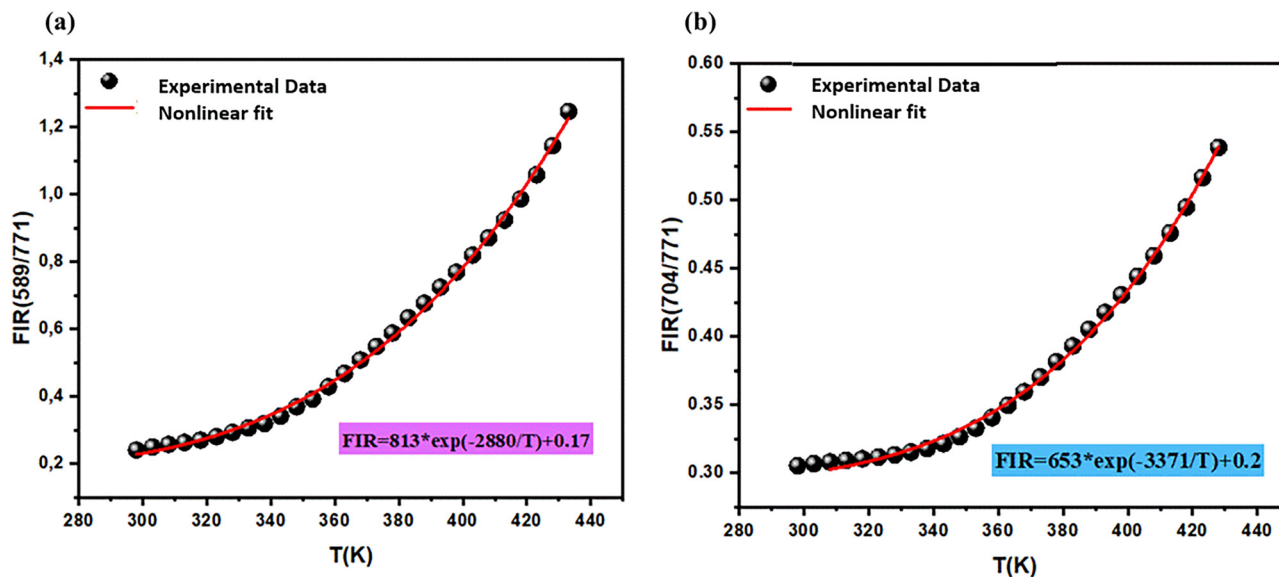 (a)
1,4
1,2
1,0
0,8
0,6
0,4
0,2
FIR(589/771)
Experimental Data
Nonlinear fit
FIR=813*exp(-2880/T)+0.17
280 300 320 340 360 380 400 420 440
T(K)
(b)
0.60
0.55
0.50
0.45
0.40
0.35
0.30
FIR(704/771)
Experimental Data
Nonlinear fit
FIR=653*exp(-3371/T)+0.2
280 300 320 340 360 380 400 420 440
T(K)